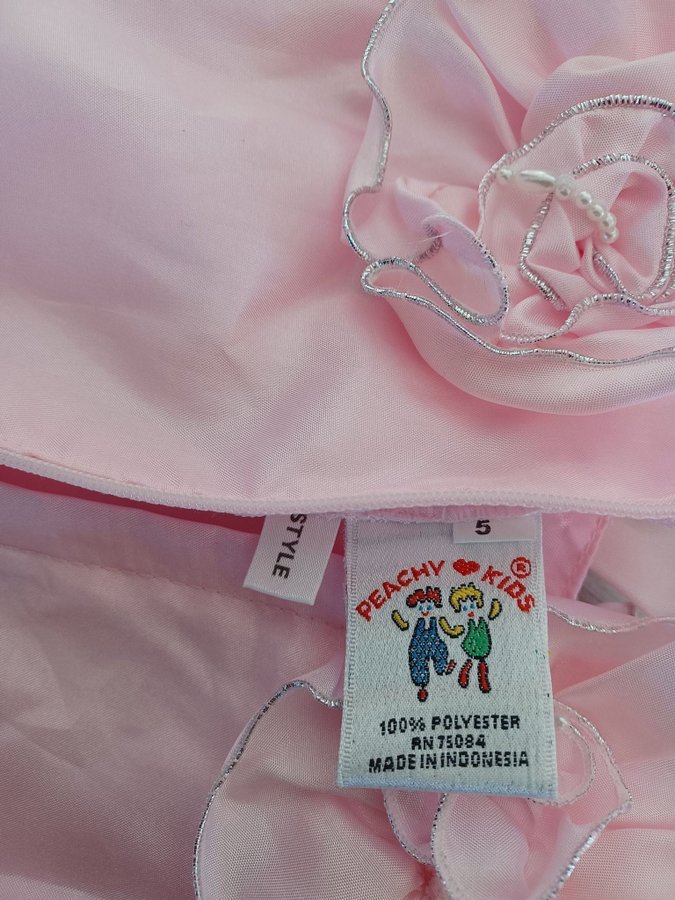 STYLE
5
PEACHY KIDS®
100% POLYESTER
RN 75084
MADE IN INDONESIA